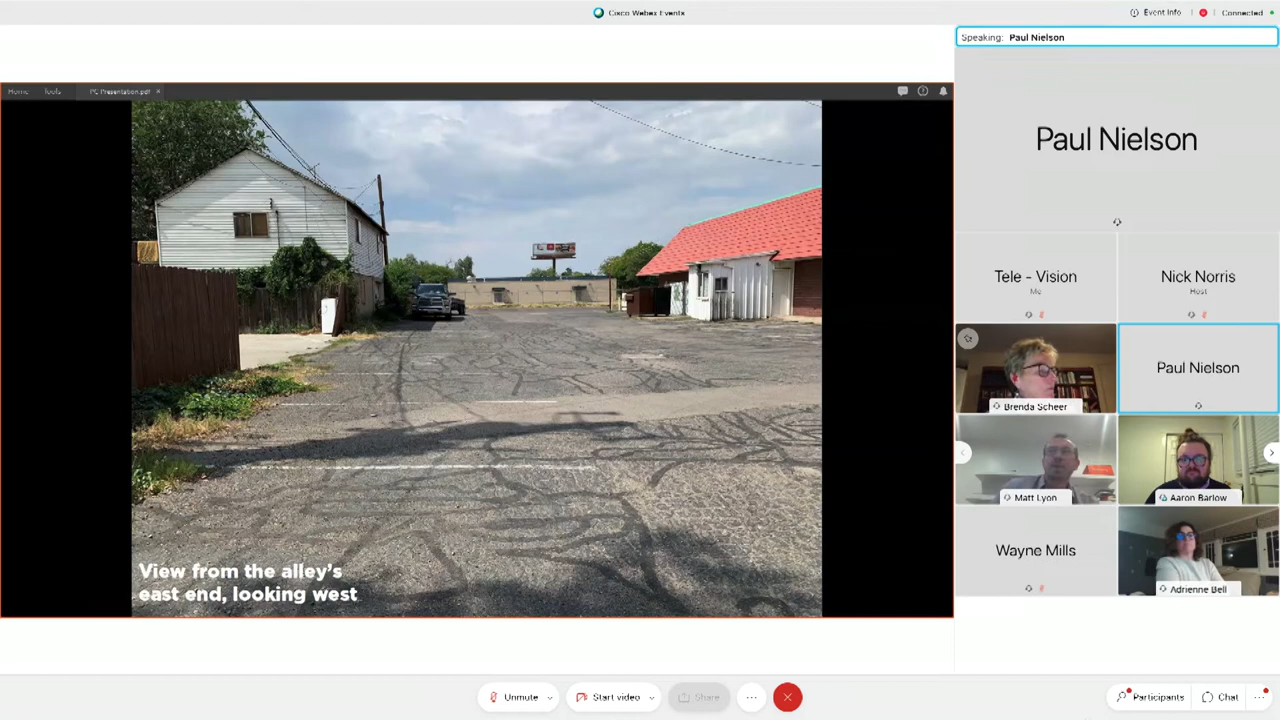 Cisco Webex Events
Event Info
Connected
Speaking: Paul Nielson
Home
Tools
PC Presentation.pdf
Paul Nielson
Tele - Vision
Me
Nick Norris
Host
Brenda Scheer
Paul Nielson
Matt Lyon
Aaron Barlow
Wayne Mills
Adrienne Bell
View from the alley's
east end, looking west
Unmute
Start video
Share
Participants
Chat